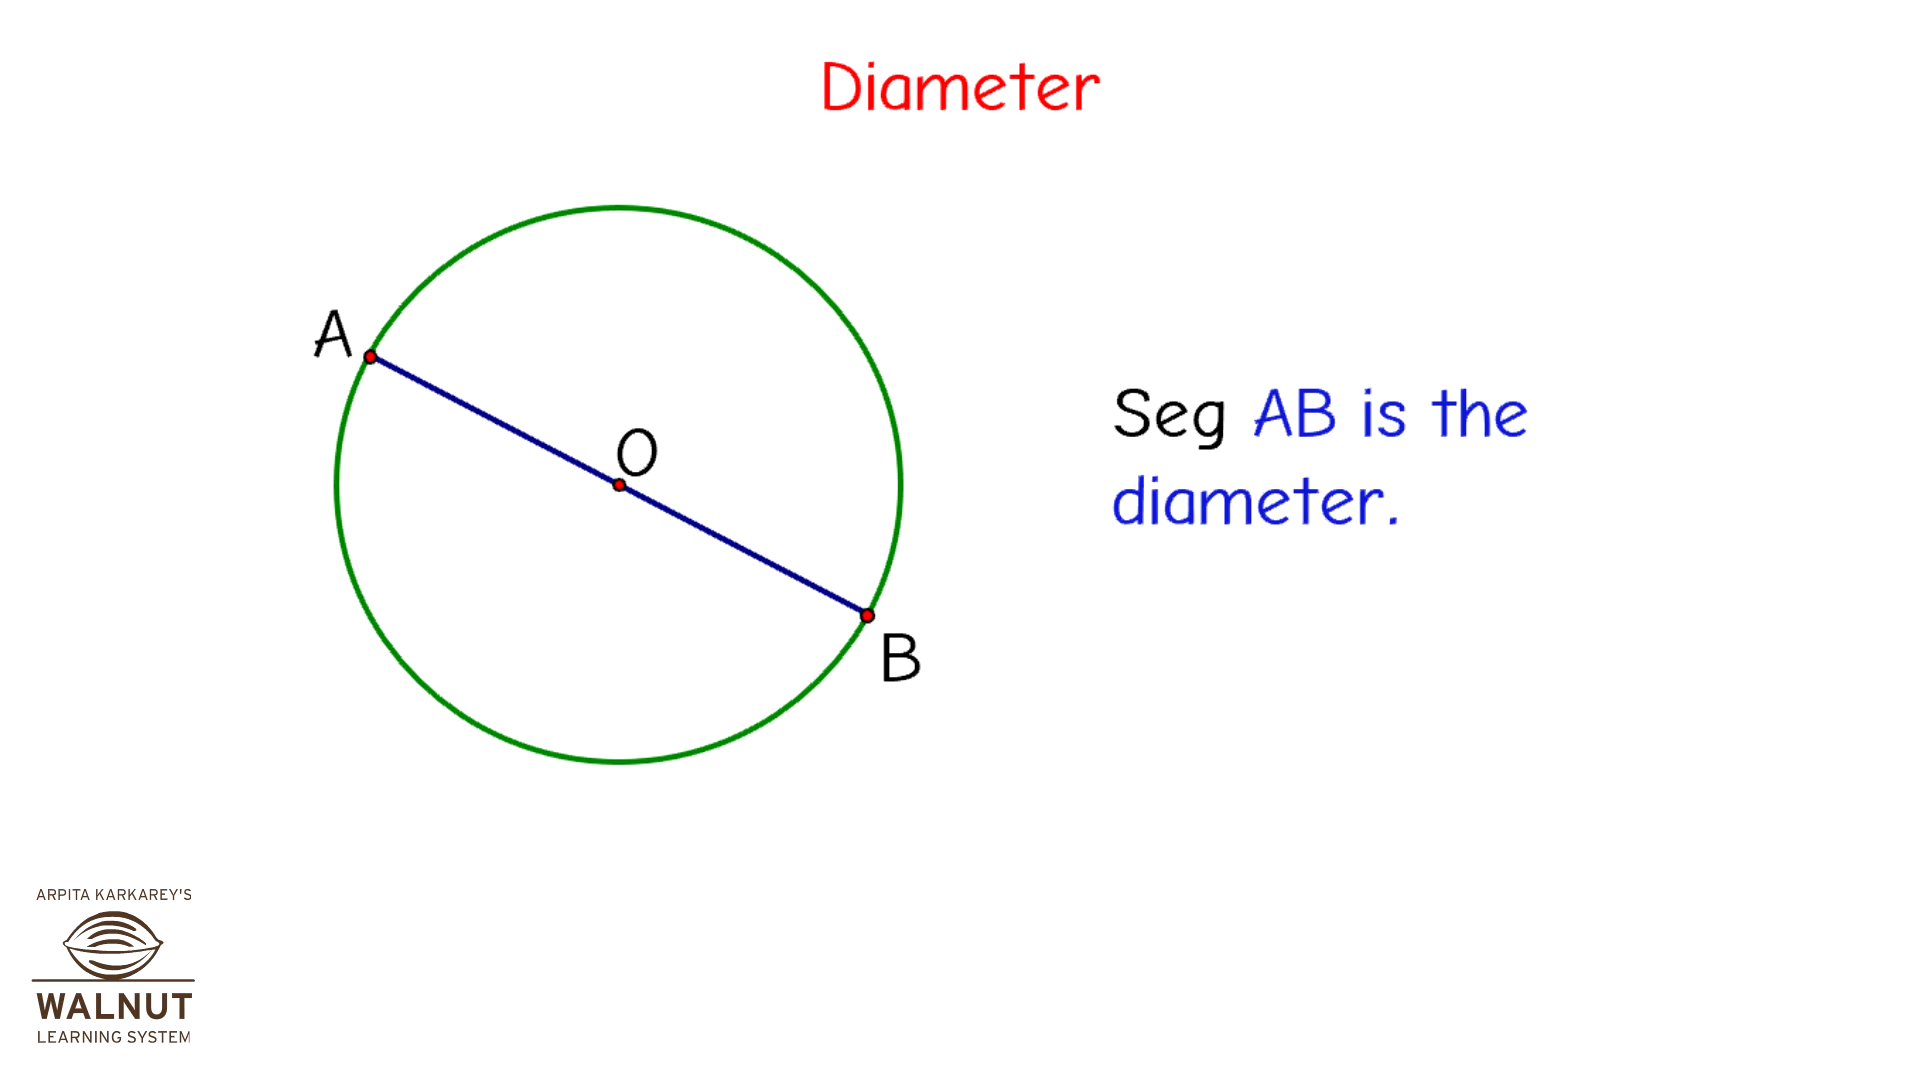 Diameter
A
O
Seg AB is the
diameter.
B
ARPITA KARKAREY'S
WALNUT
LEARNING SYSTEM